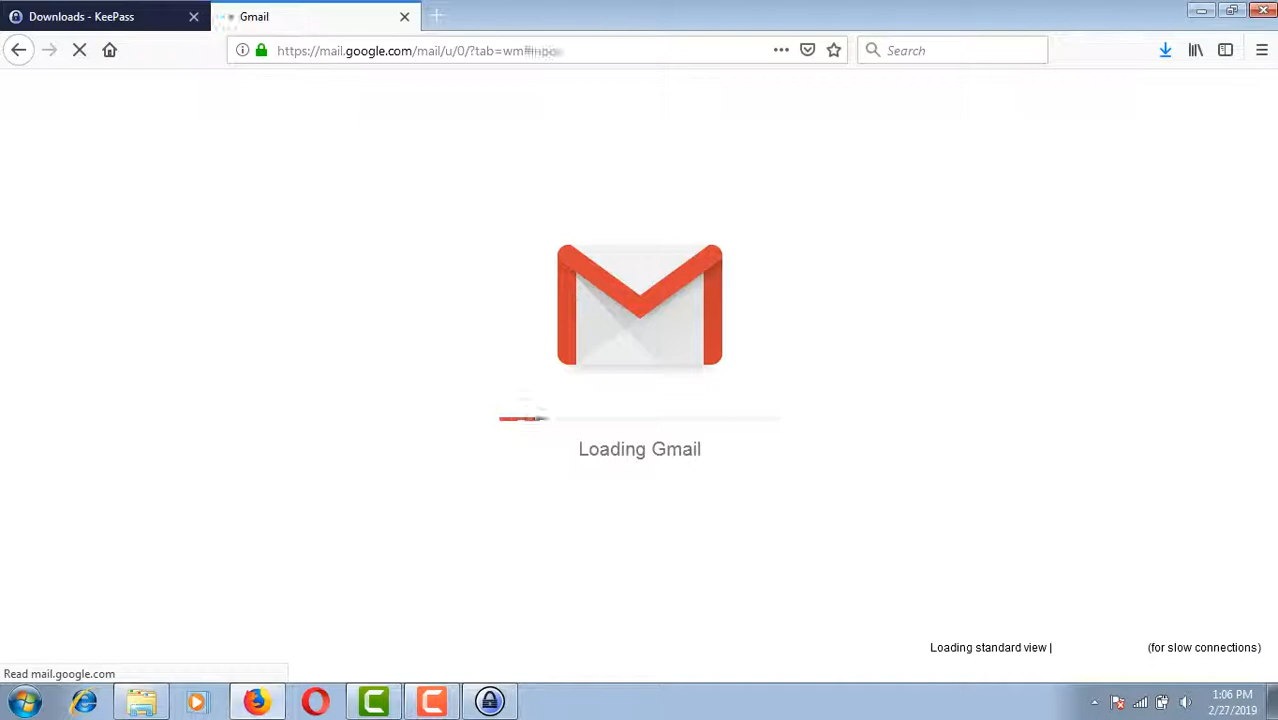 Downloads - KeePass
Gmail
https://mail.google.com/mail/u/0/?tab=wm#inbox
Search
Loading Gmail
Loading standard view | (for slow connections)
Read mail.google.com
1:06 PM
2/27/2019